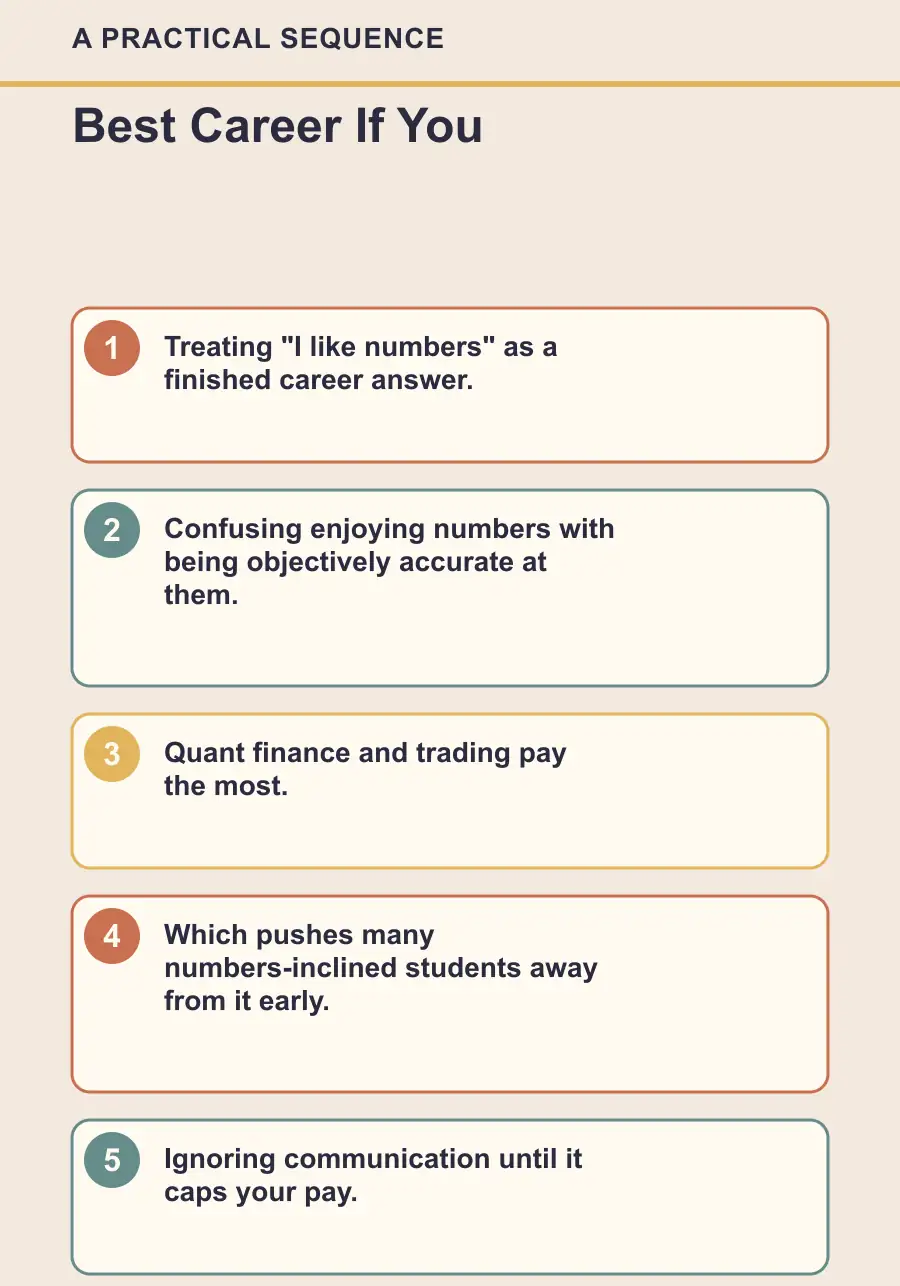 A PRACTICAL SEQUENCE
Best Career If You
1
Treating "I like numbers" as a
finished career answer.
2
Confusing enjoying numbers with
being objectively accurate at
them.
3
Quant finance and trading pay
the most.
4
Which pushes many
numbers-inclined students away
from it early.
5
Ignoring communication until it
caps your pay.